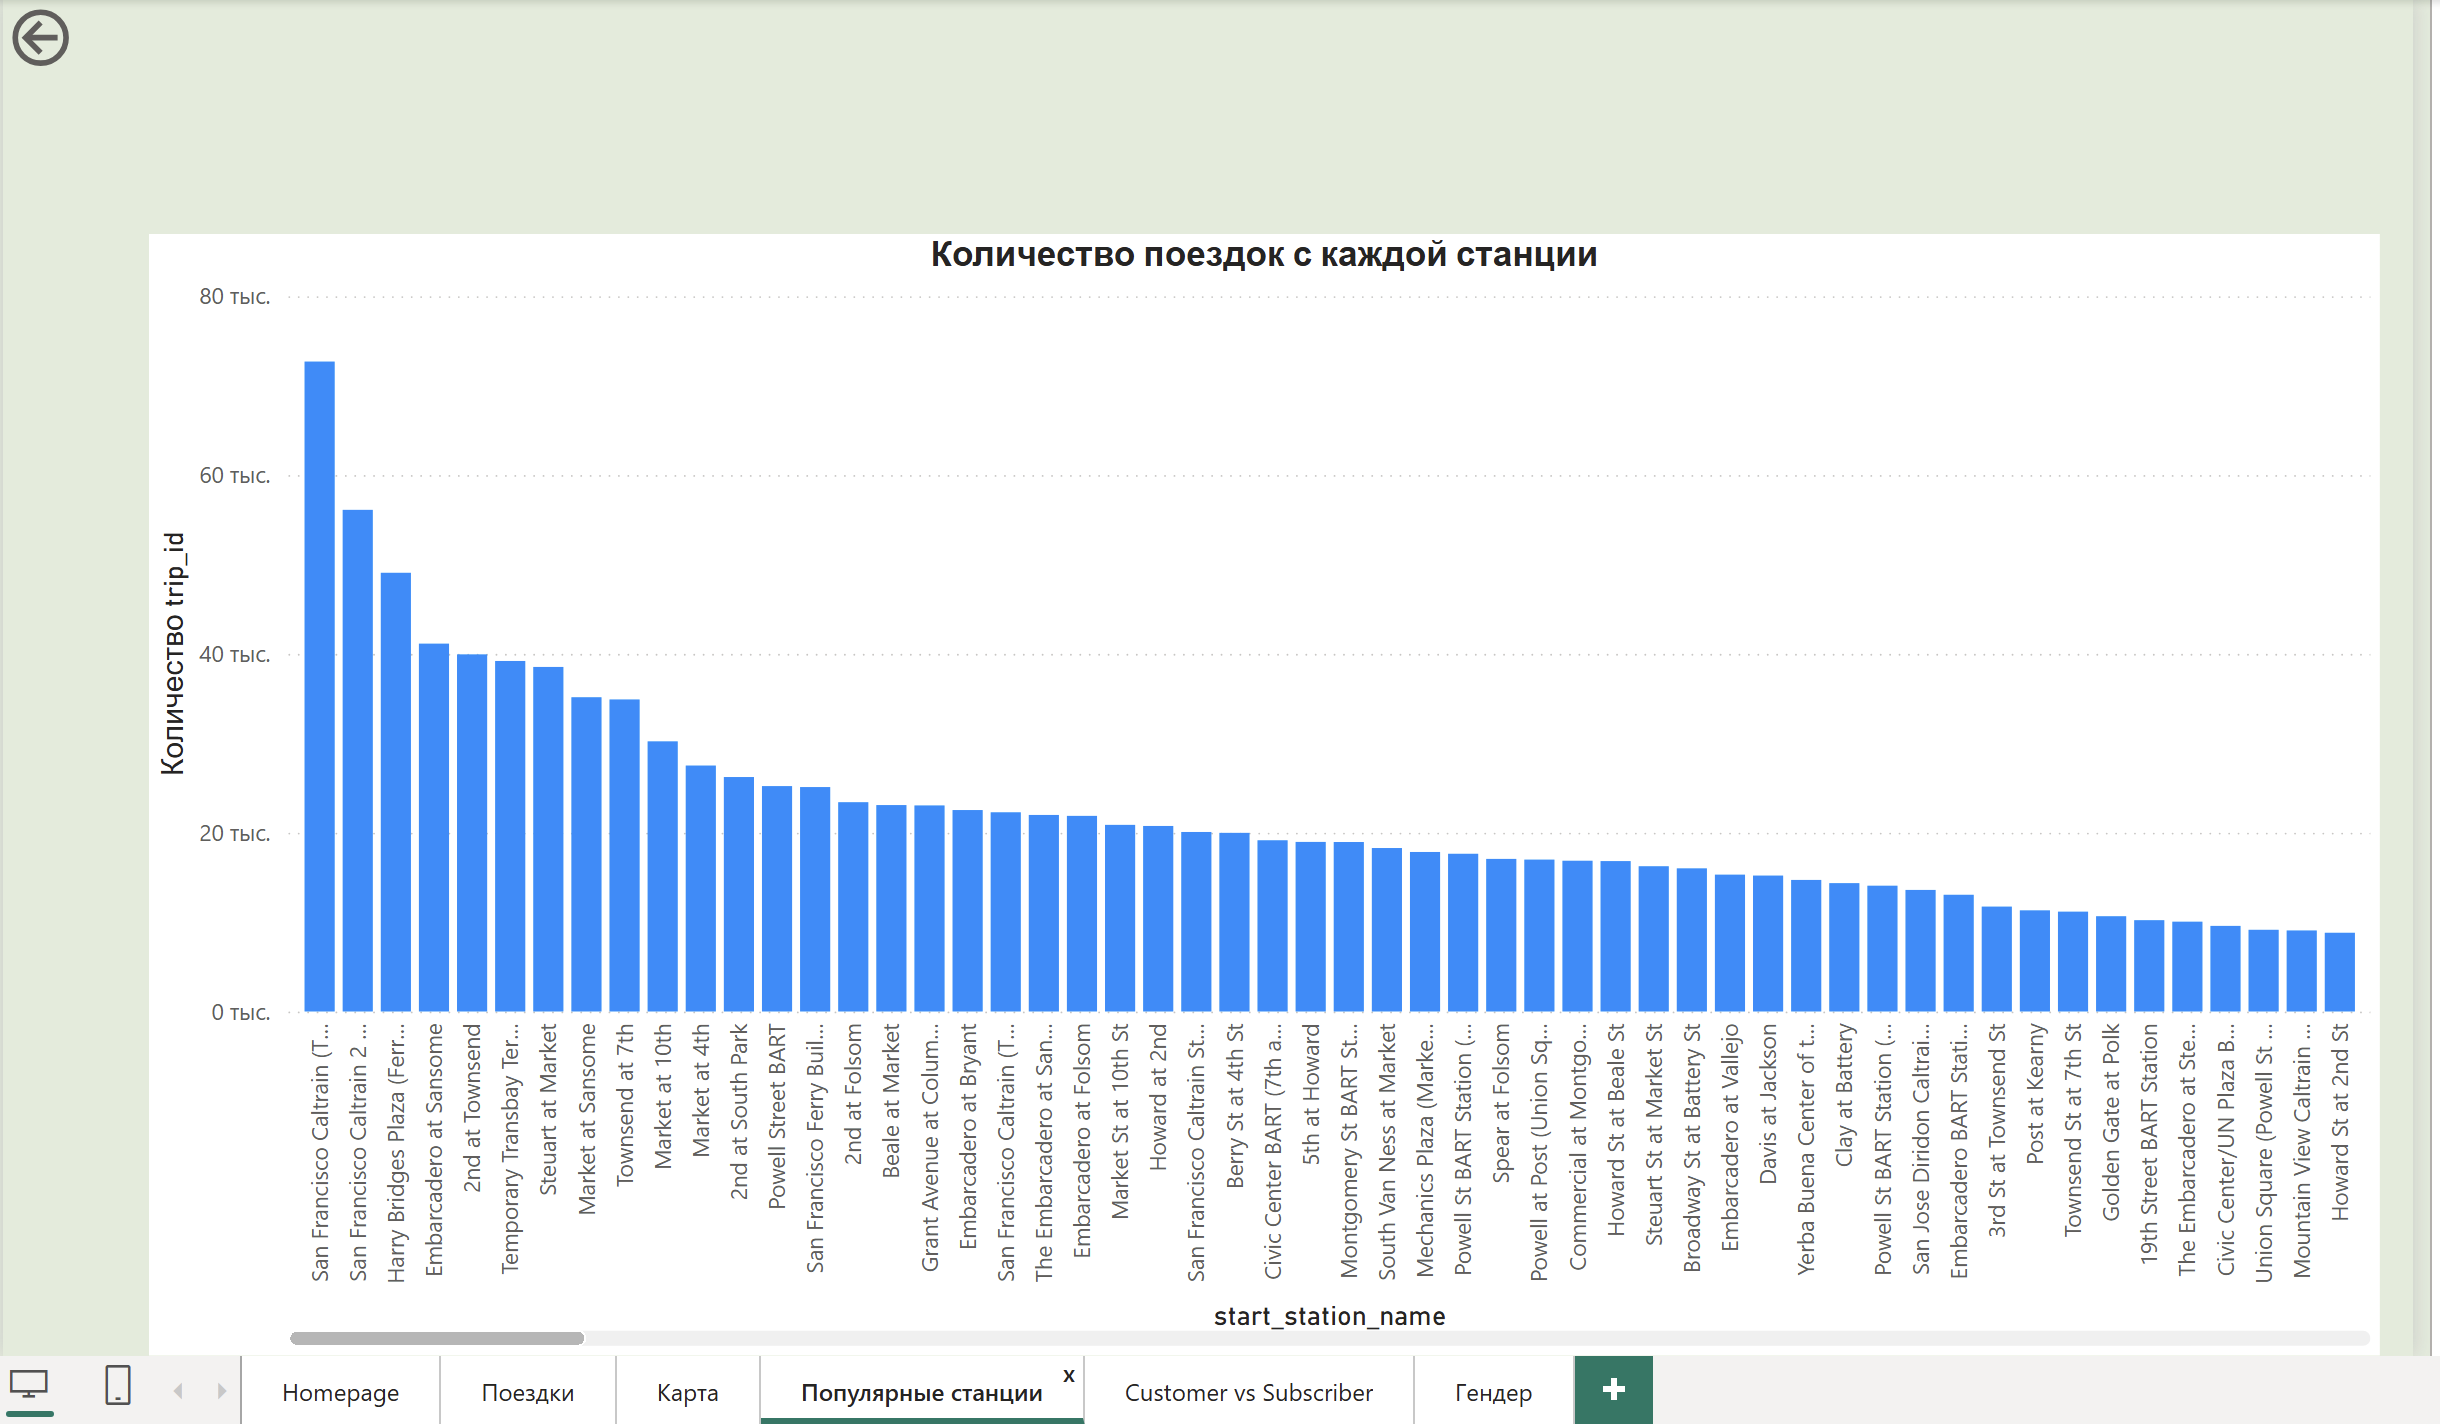 Количество поездок с каждой станции
Количество trip_id
80 тыс.
60 тыс.
40 тыс.
20 тыс.
0 тыс.
San Francisco Caltrain (T...
San Francisco Caltrain 2 ...
Harry Bridges Plaza (Ferr...
Embarcadero at Sansome
2nd at Townsend
Temporary Transbay Ter...
Steuart at Market
Market at Sansome
Townsend at 7th
Market at 10th
Market at 4th
2nd at South Park
Powell Street BART
San Francisco Ferry Buil...
2nd at Folsom
Beale at Market
Grant Avenue at Colum...
Embarcadero at Bryant
San Francisco Caltrain (T...
The Embarcadero at San...
Embarcadero at Folsom
Market St at 10th St
Howard at 2nd
San Francisco Caltrain St...
Berry St at 4th St
Civic Center BART (7th a...
5th at Howard
Montgomery St BART St...
South Van Ness at Market
Mechanics Plaza (Marke...
Powell St BART Station (...
Spear at Folsom
Powell at Post (Union Sq...
Commercial at Montgo...
Howard St at Beale St
Steuart St at Market St
Broadway St at Battery St
Embarcadero at Vallejo
Davis at Jackson
Yerba Buena Center of t...
Clay at Battery
Powell St BART Station (...
San Jose Diridon Caltrai...
Embarcadero BART Stati...
3rd St at Townsend St
Post at Kearny
Townsend St at 7th St
Golden Gate at Polk
19th Street BART Station
The Embarcadero at Ste...
Civic Center/UN Plaza B...
Union Square (Powell St ...
Mountain View Caltrain ...
Howard St at 2nd St
start_station_name
Homepage
Поездки
Карта
Популярные станции
x
Customer vs Subscriber
Гендер
+